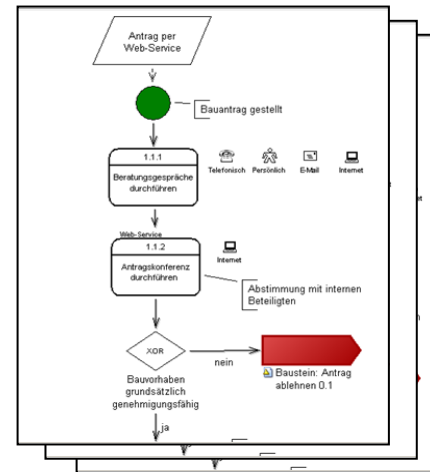 Antrag per
Web-Service
Bauantrag gestellt
1.1.1
Beratungsgespräche
durchführen
Telefonisch Persönlich E-Mail Internet
Web-Service
1.1.2
Antragskonferenz
durchführen
Internet
Abstimmung mit internen
Beteiligten
XOR
nein
Bauvorhaben
grundsätzlich
genehmigungsfähig
Baustein: Antrag
ablehnen 0.1
ja